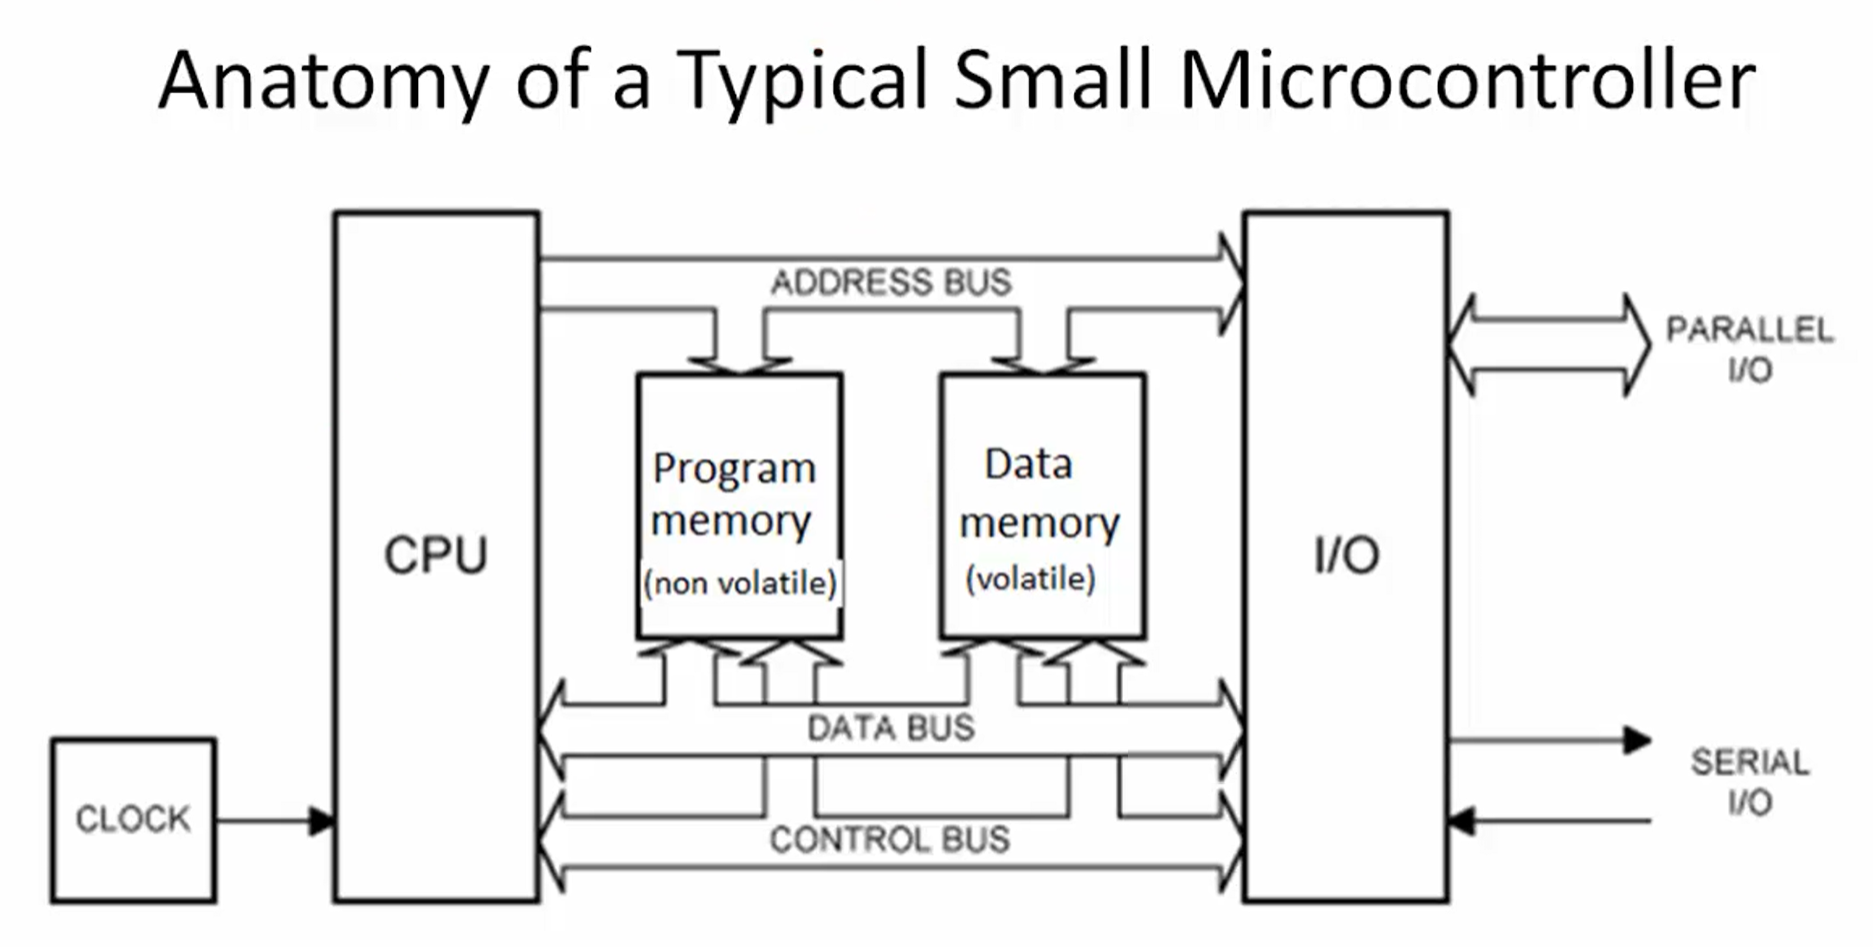 Anatomy of a Typical Small Microcontroller
ADDRESS BUS
PARALLEL
I/O
Program
memory
(non volatile)
Data
memory
(volatile)
CPU
I/O
DATA BUS
CLOCK
SERIAL
I/O
CONTROL BUS